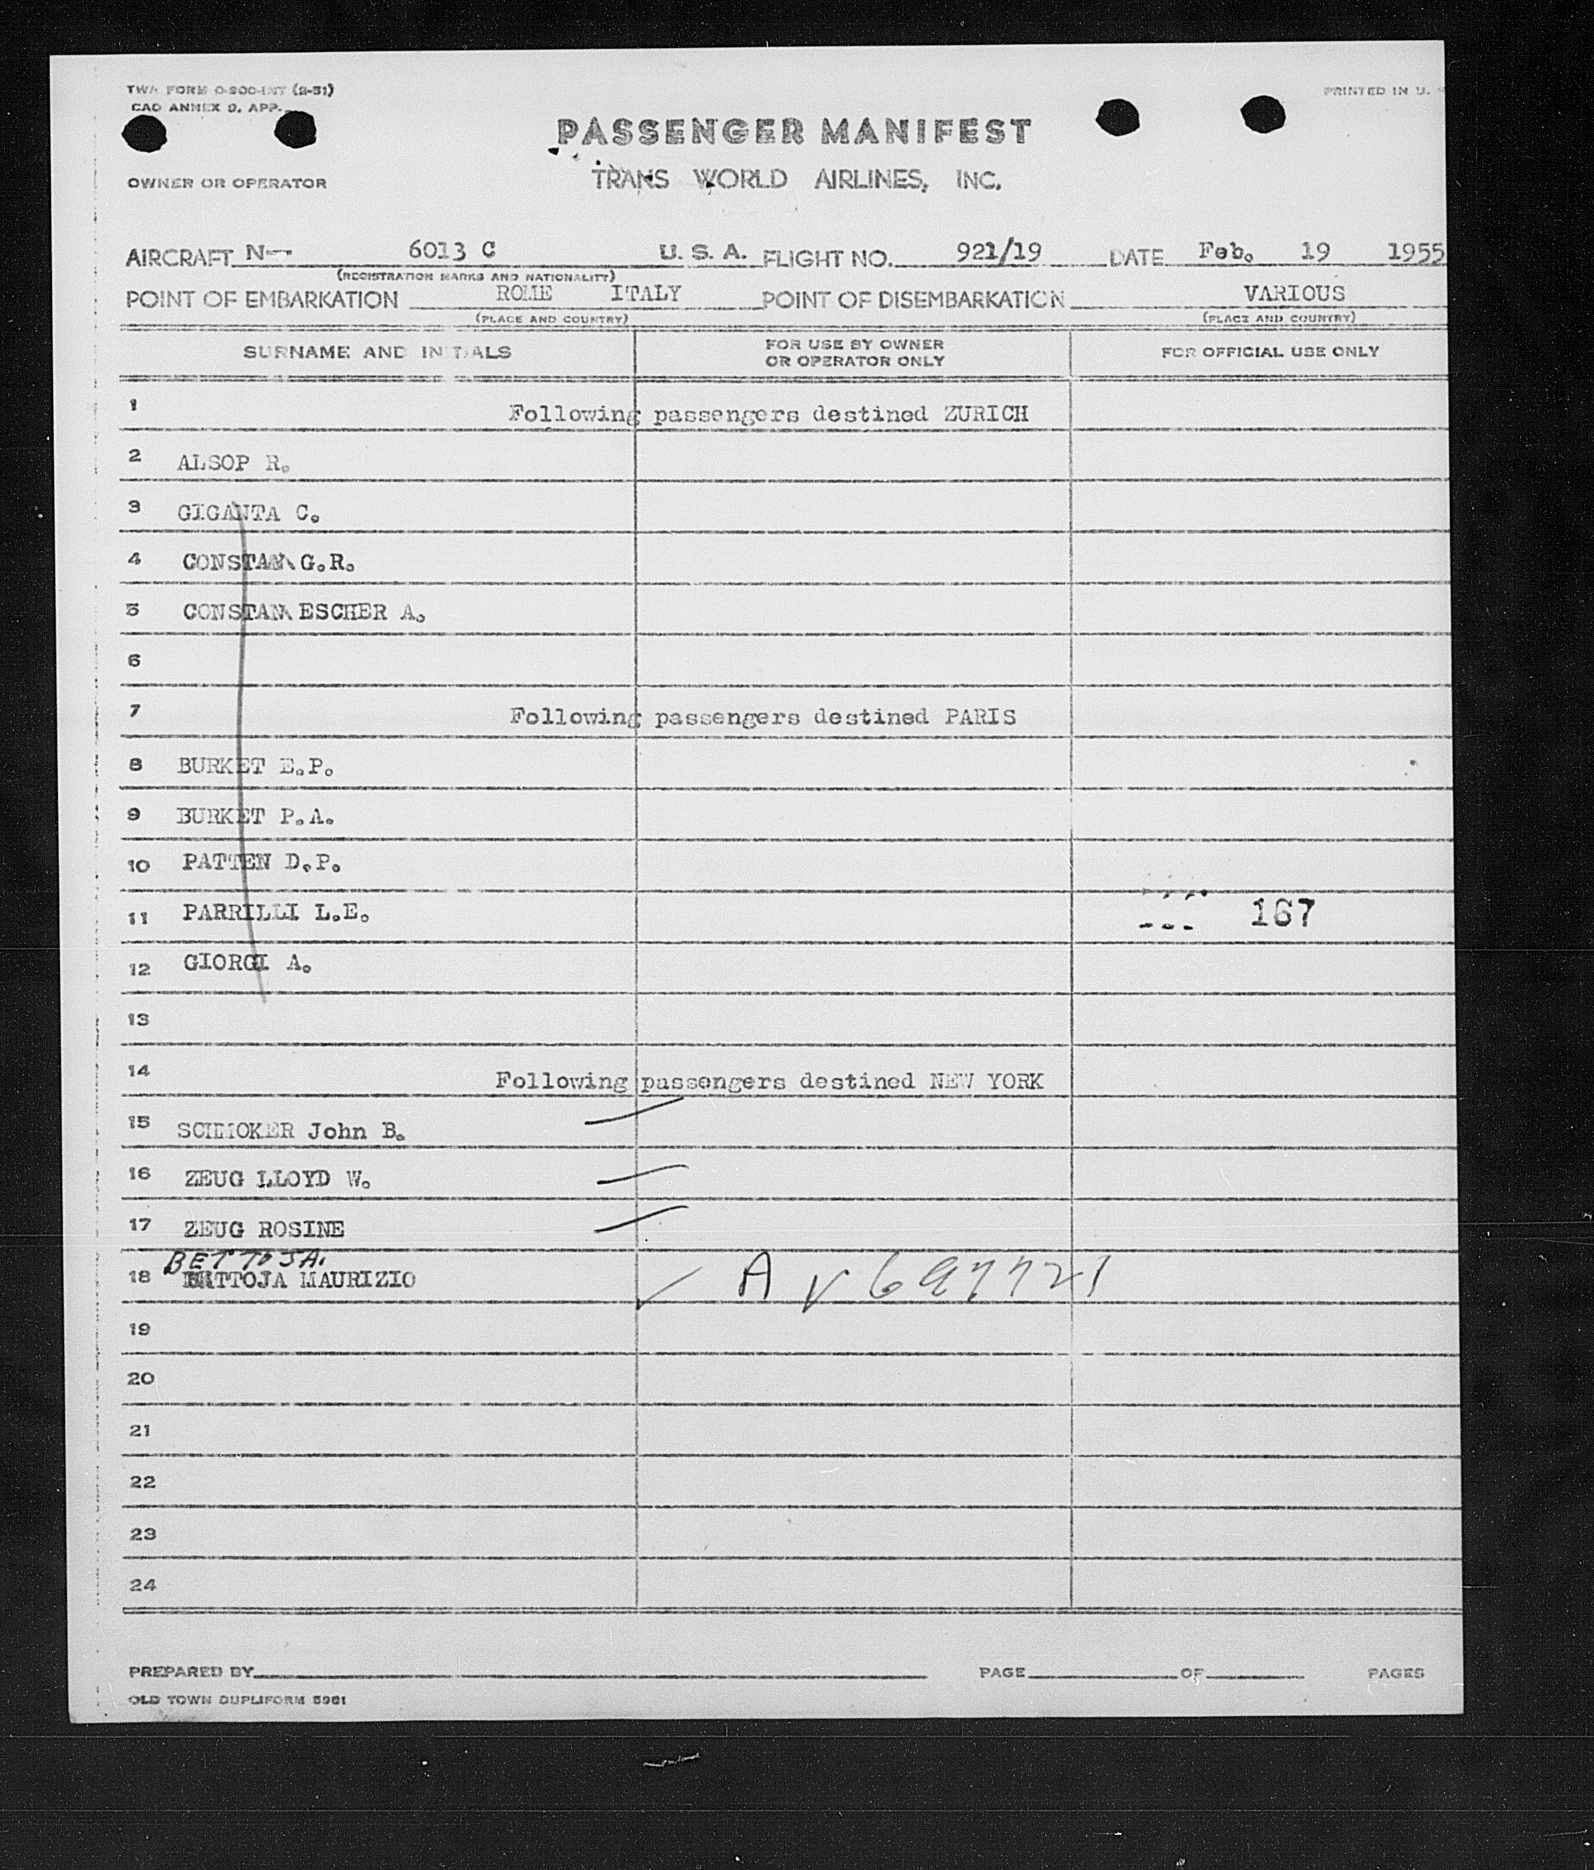 TWA FORM O-200-INT (2-51)
CAO ANNEX 9, APP.
PRINTED IN U.
PASSENGER MANIFEST
OWNER OR OPERATOR
TRANS WORLD AIRLINES, INC.
AIRCRAFT N-- 6013 C U. S. A. FLIGHT NO. 921/19 DATE Feb. 19 1955
(REGISTRATION MARKS AND NATIONALITY)
POINT OF EMBARKATION ROME ITALY POINT OF DISEMBARKATION VARIOUS
(PLACE AND COUNTRY) (PLACE AND COUNTRY)
SURNAME AND INITIALS FOR USE BY OWNER OR OPERATOR ONLY FOR OFFICIAL USE ONLY
1 Following passengers destined ZURICH
2 ALSOP R.
3 GIGANTA C.
4 CONSTAN G.R.
5 CONSTAN ESCHER A.
6
7 Following passengers destined PARIS
8 BURKET E.P.
9 BURKET P.A.
10 PATTEN D.P.
11 PARRILLI L.E. 167
12 GIORGI A.
13
14 Following passengers destined NEW YORK
15 SCHMOKER John B.
16 ZEUG LLOYD W.
17 ZEUG ROSINE
BETTOJA.
18 BATTOJA MAURIZIO ✓ A V 697721
19
20
21
22
23
24
PREPARED BY PAGE OF PAGES
OLD TOWN DUPLIFORM 5961